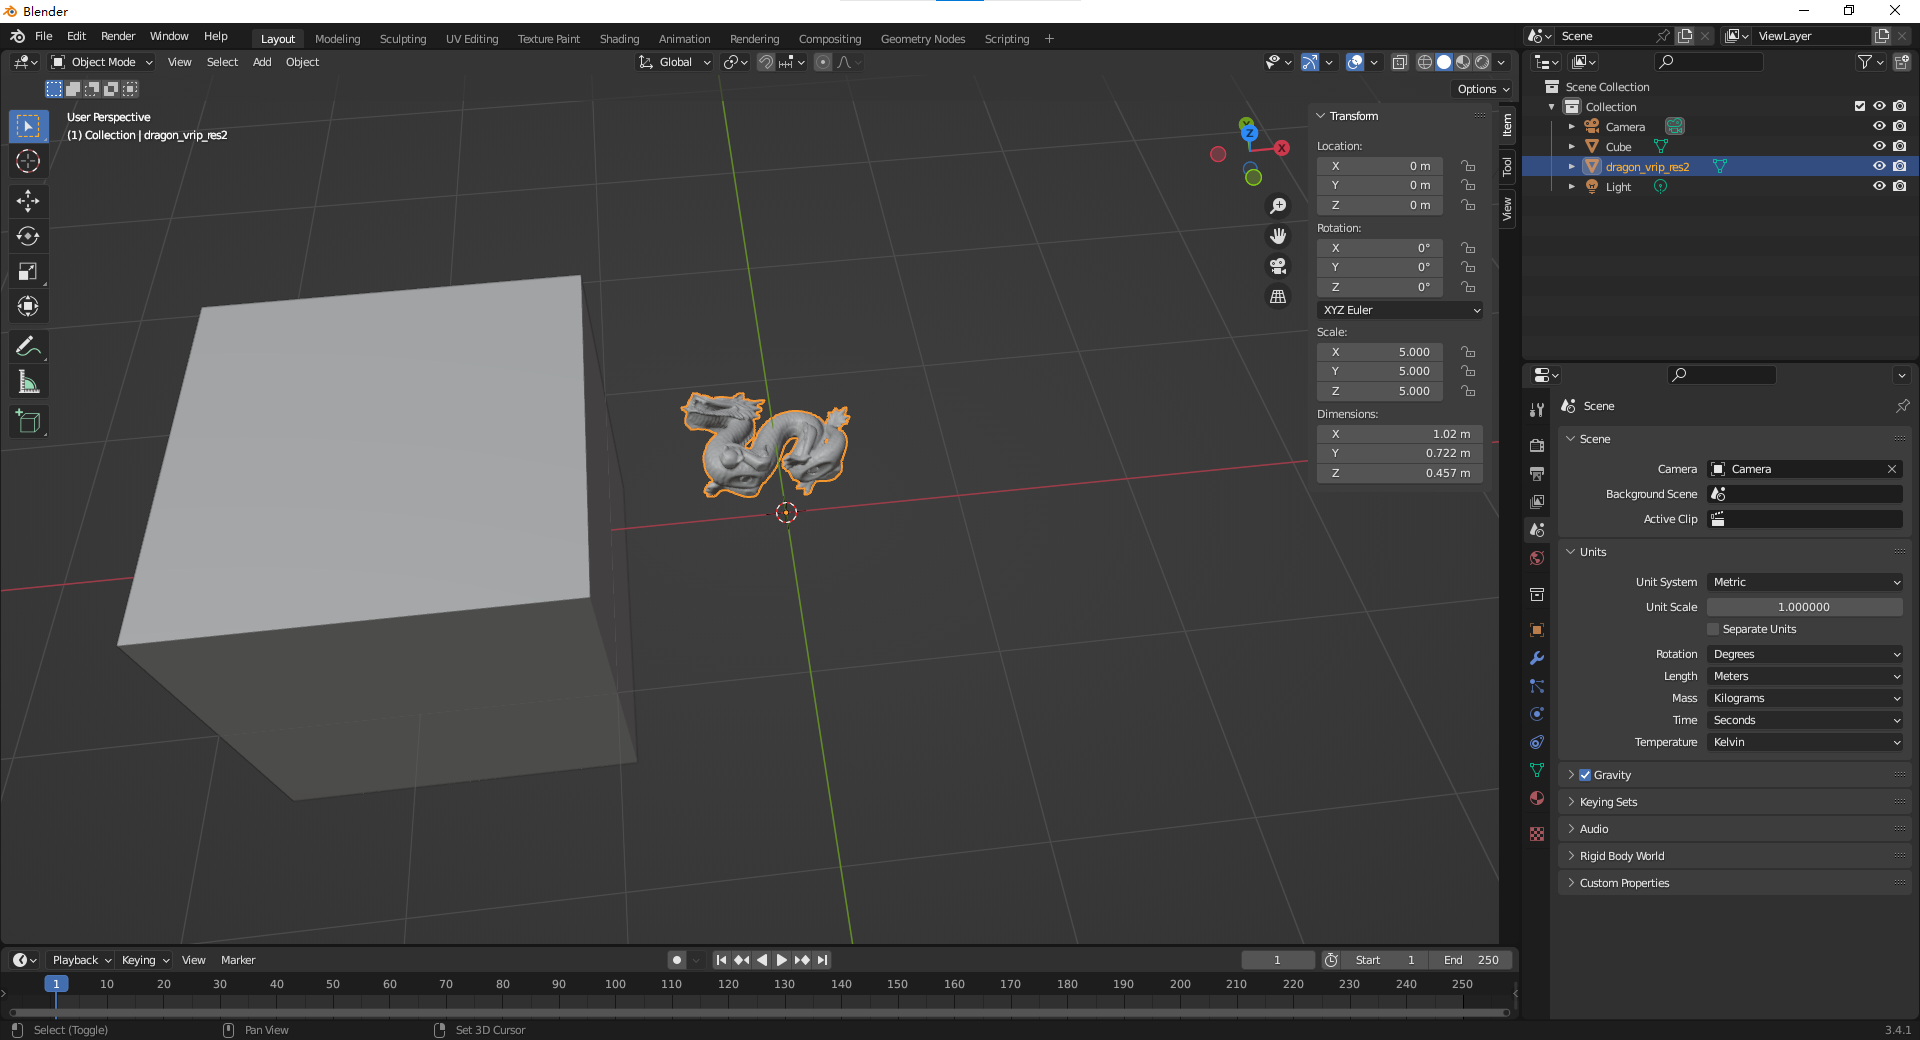 Blender
File Edit Render Window Help
Layout Modeling Sculpting UV Editing Texture Paint Shading Animation Rendering Compositing Geometry Nodes Scripting +
Scene
ViewLayer
Object Mode View Select Add Object
Global
Options
User Perspective
(1) Collection | dragon_vrip_res2
Z
X
Item
Tool
View
Transform
Location:
X 0 m
Y 0 m
Z 0 m
Rotation:
X 0°
Y 0°
Z 0°
XYZ Euler
Scale:
X 5.000
Y 5.000
Z 5.000
Dimensions:
X 1.02 m
Y 0.722 m
Z 0.457 m
Scene Collection
Collection
Camera
Cube
dragon_vrip_res2
Light
Scene
Scene
Camera Camera
Background Scene
Active Clip
Units
Unit System Metric
Unit Scale 1.000000
Separate Units
Rotation Degrees
Length Meters
Mass Kilograms
Time Seconds
Temperature Kelvin
Gravity
Keying Sets
Audio
Rigid Body World
Custom Properties
Playback Keying View Marker
1
Start 1
End 250
1 10 20 30 40 50 60 70 80 90 100 110 120 130 140 150 160 170 180 190 200 210 220 230 240 250
Select (Toggle)
Pan View
Set 3D Cursor
3.4.1